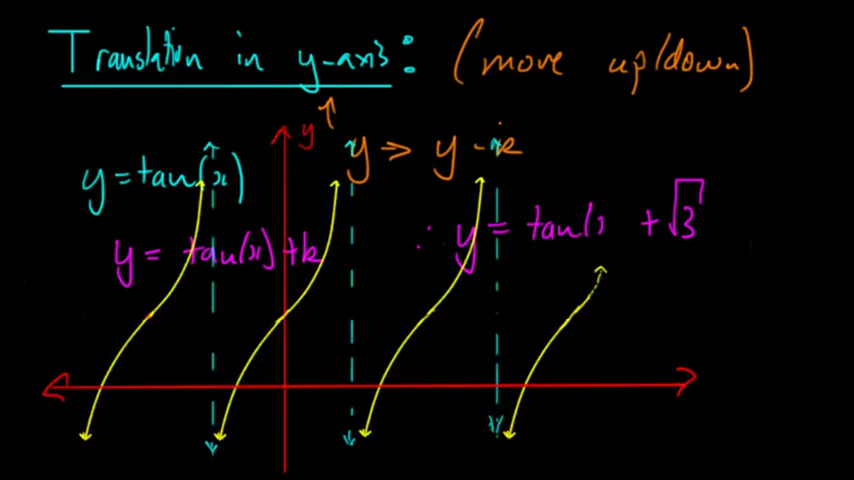 Translation in y-axis: (move up/down)
y
y => y - k
y = tan(x)
y = tan(x) + k
∴ y = tan(x + √3